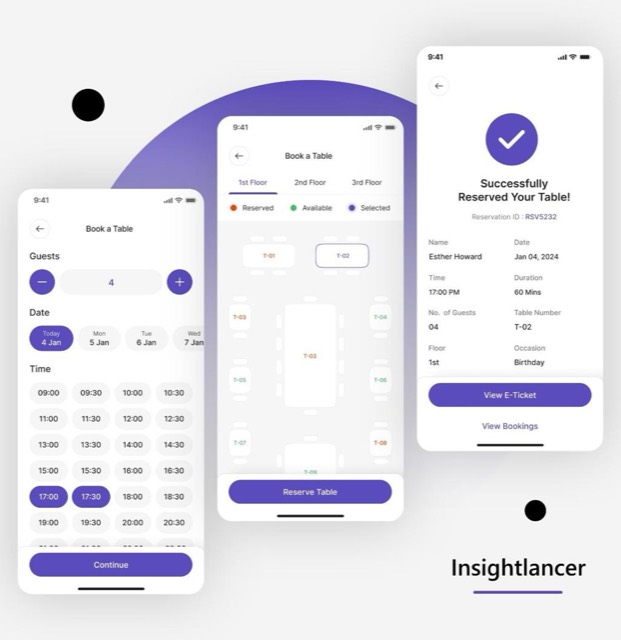 9:41
Book a Table
Guests
4
Date
Today
4 Jan
Mon
5 Jan
Tue
6 Jan
Wed
7 Jan
Time
09:00 09:30 10:00 10:30
11:00 11:30 12:00 12:30
13:00 13:30 14:00 14:30
15:00 15:30 16:00 16:30
17:00 17:30 18:00 18:30
19:00 19:30 20:00 20:30
Continue
9:41
Book a Table
1st Floor 2nd Floor 3rd Floor
Reserved Available Selected
T-01 T-02
T-03 T-04
T-03
T-05 T-06
T-07 T-08
Reserve Table
9:41
Successfully
Reserved Your Table!
Reservation ID : RSV5232
Name Date
Esther Howard Jan 04, 2024
Time Duration
17:00 PM 60 Mins
No. of Guests Table Number
04 T-02
Floor Occasion
1st Birthday
View E-Ticket
View Bookings
Insightlancer